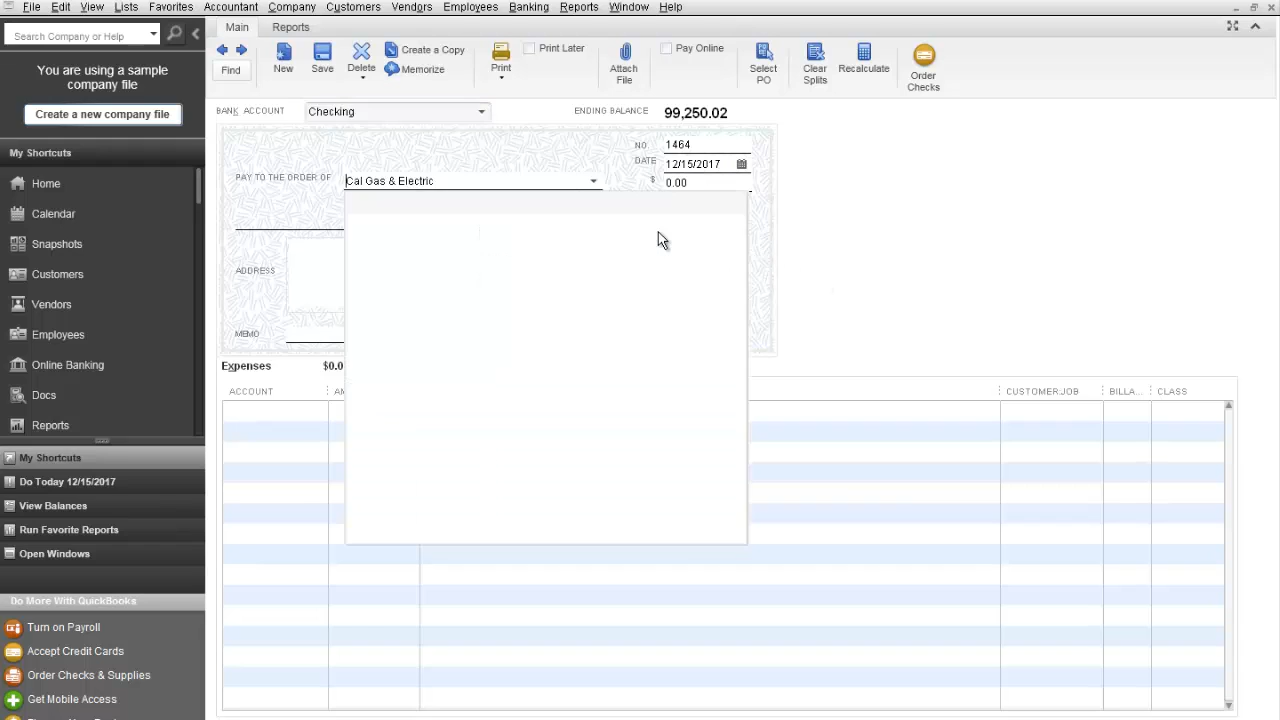 File Edit View Lists Favorites Accountant Company Customers Vendors Employees Banking Reports Window Help
Search Company or Help
You are using a sample
company file
Create a new company file
My Shortcuts
Home
Calendar
Snapshots
Customers
Vendors
Employees
Online Banking
Docs
Reports
My Shortcuts
Do Today 12/15/2017
View Balances
Run Favorite Reports
Open Windows
Do More With QuickBooks
Turn on Payroll
Accept Credit Cards
Order Checks & Supplies
Get Mobile Access
Main Reports
Find
New
Save
Delete
Create a Copy
Memorize
Print
Print Later
Attach
File
Pay Online
Select
PO
Clear
Splits
Recalculate
Order
Checks
BANK ACCOUNT Checking ENDING BALANCE 99,250.02
NO 1464
DATE 12/15/2017
PAY TO THE ORDER OF Cal Gas & Electric $ 0.00
ADDRESS
MEMO
Expenses $0.0
ACCOUNT AM CUSTOMER:JOB BILLA... CLASS